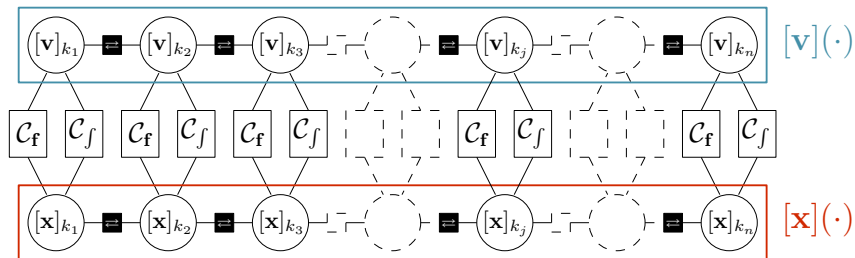 [v]ₖ₁ ⇄ [v]ₖ₂ ⇄ [v]ₖ₃ ⇄ [v]ₖⱼ ⇄ [v]ₖₙ [v](·)
C_f C_∫ C_f C_∫ C_f C_∫ C_f C_∫ C_f C_∫
[x]ₖ₁ ⇄ [x]ₖ₂ ⇄ [x]ₖ₃ ⇄ [x]ₖⱼ ⇄ [x]ₖₙ [x](·)